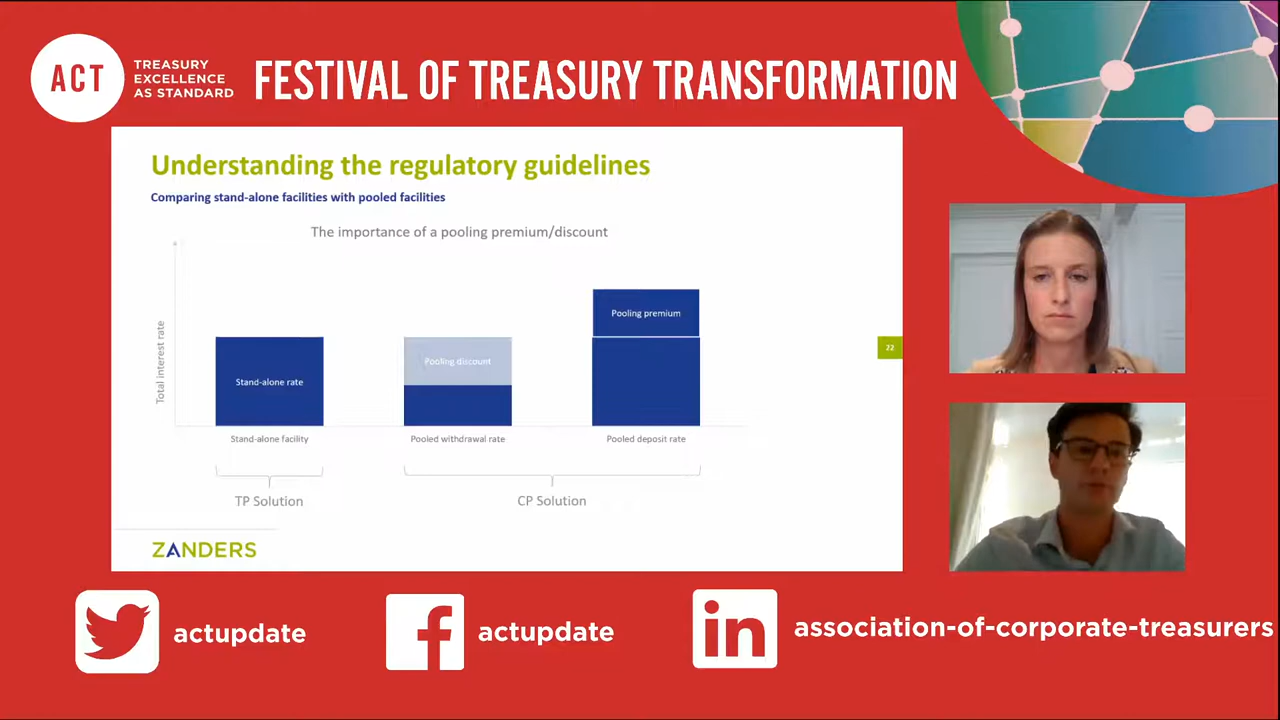 ACT
TREASURY
EXCELLENCE
AS STANDARD
FESTIVAL OF TREASURY TRANSFORMATION
Understanding the regulatory guidelines
Comparing stand-alone facilities with pooled facilities
The importance of a pooling premium/discount
Total interest rate
Stand-alone rate
Pooling discount
Pooling premium
Stand-alone facility
Pooled withdrawal rate
Pooled deposit rate
TP Solution
CP Solution
22
ZANDERS
actupdate
actupdate
in
association-of-corporate-treasurers